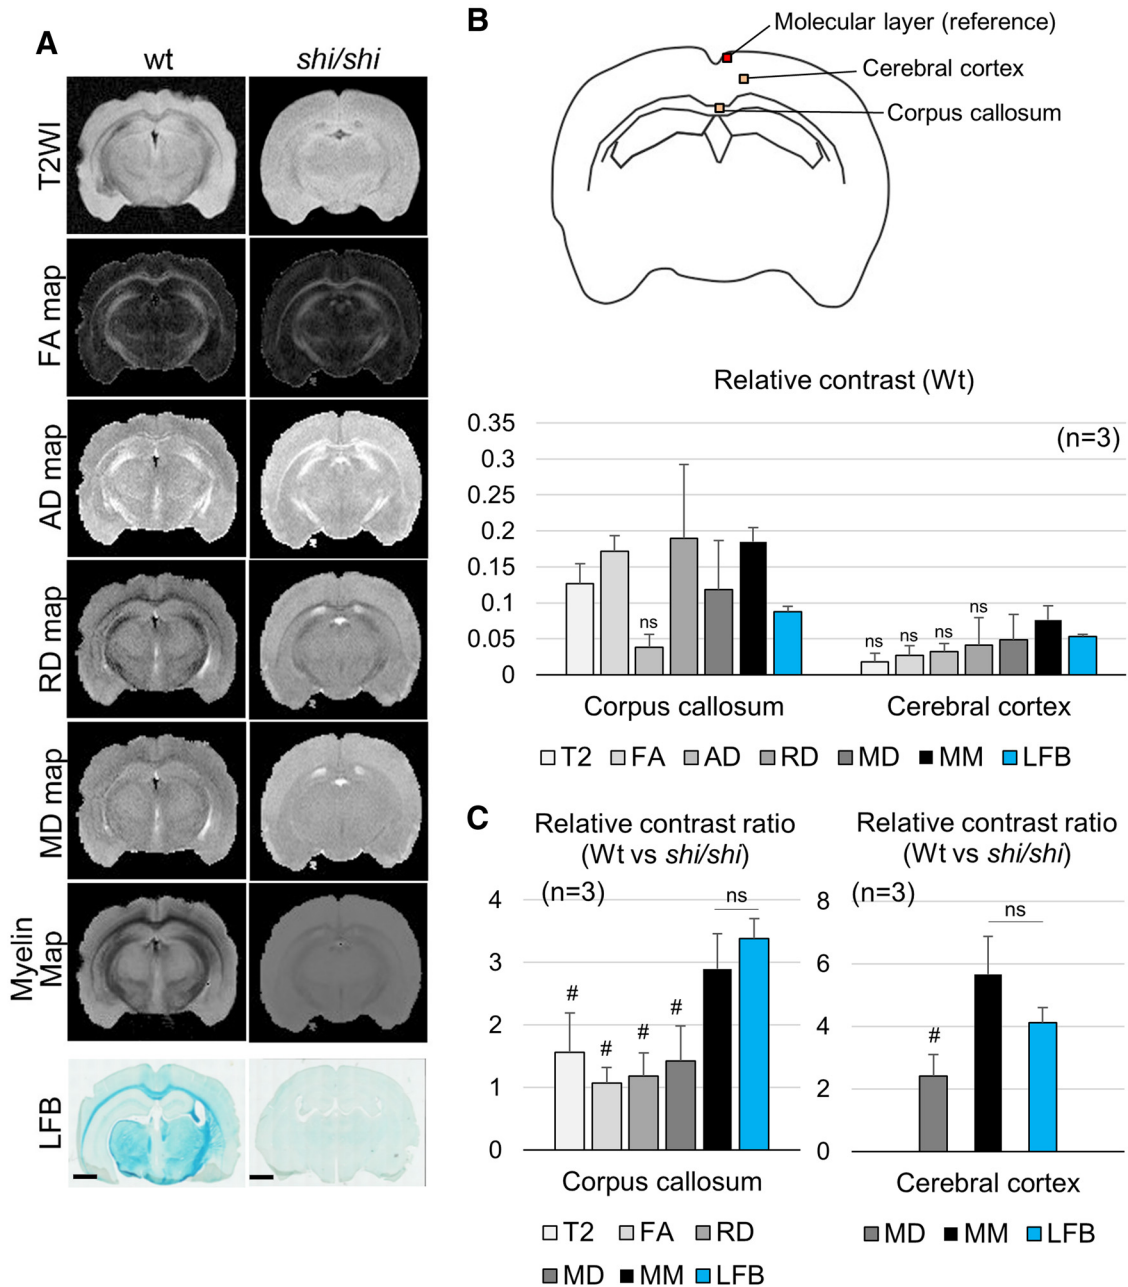 A
wt
shi/shi
T2WI
FA map
AD map
RD map
MD map
Myelin
Map
LFB
B
Molecular layer (reference)
Cerebral cortex
Corpus callosum
Relative contrast (Wt)
(n=3)
0.35
0.3
0.25
0.2
0.15
0.1
0.05
0
ns
ns
ns
ns
ns
Corpus callosum
Cerebral cortex
T2 FA AD RD MD MM LFB
C
Relative contrast ratio
(Wt vs shi/shi)
(n=3)
ns
4
3
2
1
0
#
#
#
#
Corpus callosum
T2 FA RD
MD MM LFB
Relative contrast ratio
(Wt vs shi/shi)
(n=3)
ns
8
6
4
2
0
#
Cerebral cortex
MD MM LFB